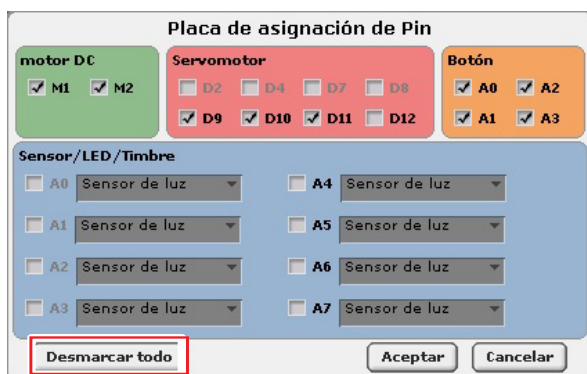 Placa de asignación de Pin
motor DC Servomotor Botón
M1 M2 D2 D4 D7 D8 A0 A2
D9 D10 D11 D12 A1 A3
Sensor/LED/Timbre
A0 Sensor de luz A4 Sensor de luz
A1 Sensor de luz A5 Sensor de luz
A2 Sensor de luz A6 Sensor de luz
A3 Sensor de luz A7 Sensor de luz
Desmarcar todo Aceptar Cancelar